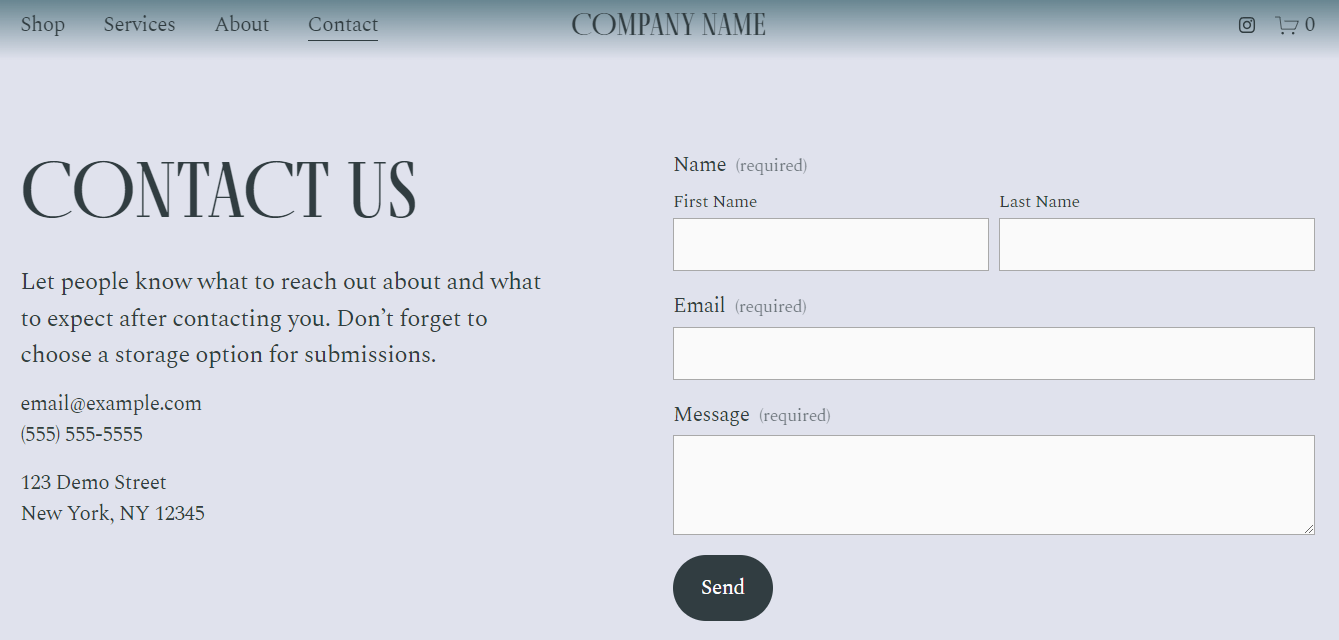 Shop Services About Contact COMPANY NAME 0
CONTACT US
Let people know what to reach out about and what
to expect after contacting you. Don’t forget to
choose a storage option for submissions.
email@example.com
(555) 555-5555
123 Demo Street
New York, NY 12345
Name (required)
First Name Last Name
Email (required)
Message (required)
Send